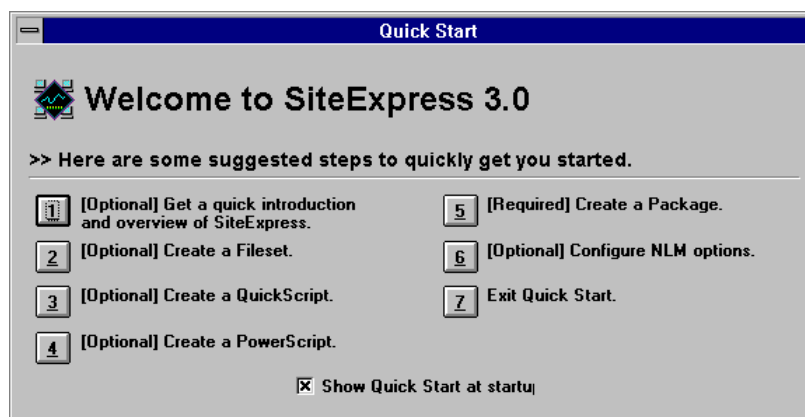 Quick Start
Welcome to SiteExpress 3.0
>> Here are some suggested steps to quickly get you started.
1 [Optional] Get a quick introduction
and overview of SiteExpress.
2 [Optional] Create a Fileset.
3 [Optional] Create a QuickScript.
4 [Optional] Create a PowerScript.
5 [Required] Create a Package.
6 [Optional] Configure NLM options.
7 Exit Quick Start.
Show Quick Start at startu